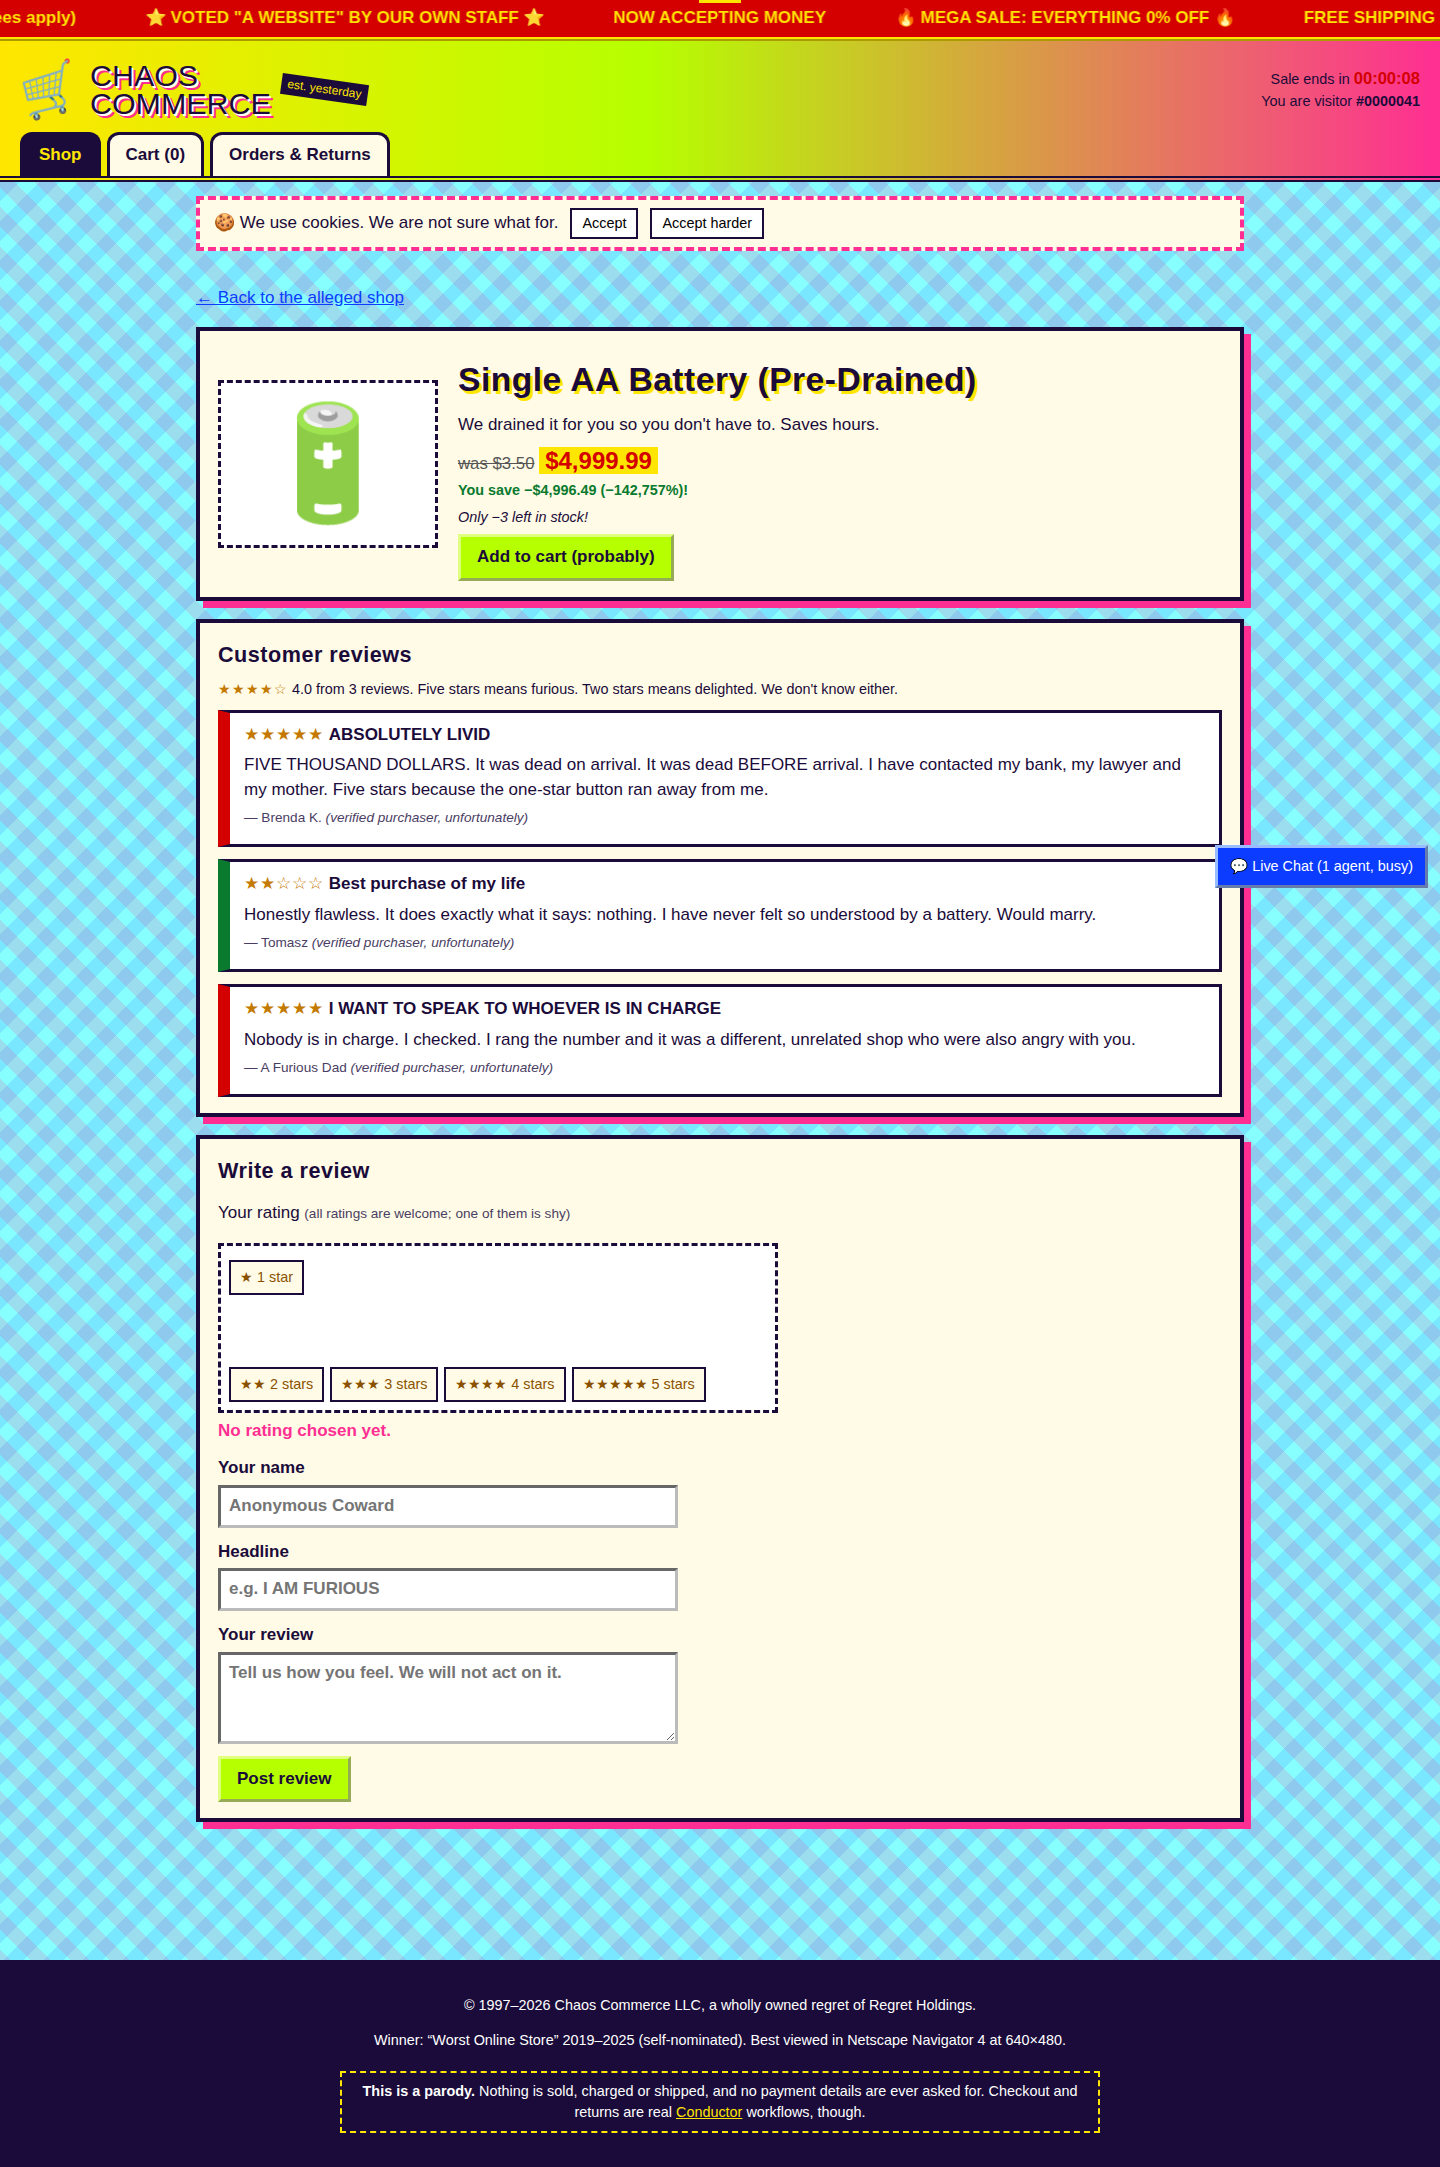 ees apply) ⭐ VOTED "A WEBSITE" BY OUR OWN STAFF ⭐ NOW ACCEPTING MONEY 🔥 MEGA SALE: EVERYTHING 0% OFF 🔥 FREE SHIPPING
CHAOS
COMMERCE
est. yesterday
Sale ends in 00:00:08
You are visitor #0000041
Shop
Cart (0)
Orders & Returns
🍪 We use cookies. We are not sure what for. Accept Accept harder
← Back to the alleged shop
Single AA Battery (Pre-Drained)
We drained it for you so you don't have to. Saves hours.
was $3.50 $4,999.99
You save −$4,996.49 (−142,757%)!
Only −3 left in stock!
Add to cart (probably)
Customer reviews
★★★★☆ 4.0 from 3 reviews. Five stars means furious. Two stars means delighted. We don't know either.
★★★★★ ABSOLUTELY LIVID
FIVE THOUSAND DOLLARS. It was dead on arrival. It was dead BEFORE arrival. I have contacted my bank, my lawyer and
my mother. Five stars because the one-star button ran away from me.
— Brenda K. (verified purchaser, unfortunately)
💬 Live Chat (1 agent, busy)
★★☆☆☆ Best purchase of my life
Honestly flawless. It does exactly what it says: nothing. I have never felt so understood by a battery. Would marry.
— Tomasz (verified purchaser, unfortunately)
★★★★★ I WANT TO SPEAK TO WHOEVER IS IN CHARGE
Nobody is in charge. I checked. I rang the number and it was a different, unrelated shop who were also angry with you.
— A Furious Dad (verified purchaser, unfortunately)
Write a review
Your rating (all ratings are welcome; one of them is shy)
★ 1 star
★★ 2 stars
★★★ 3 stars
★★★★ 4 stars
★★★★★ 5 stars
No rating chosen yet.
Your name
Anonymous Coward
Headline
e.g. I AM FURIOUS
Your review
Tell us how you feel. We will not act on it.
Post review
© 1997–2026 Chaos Commerce LLC, a wholly owned regret of Regret Holdings.
Winner: “Worst Online Store” 2019–2025 (self-nominated). Best viewed in Netscape Navigator 4 at 640×480.
This is a parody. Nothing is sold, charged or shipped, and no payment details are ever asked for. Checkout and
returns are real Conductor workflows, though.